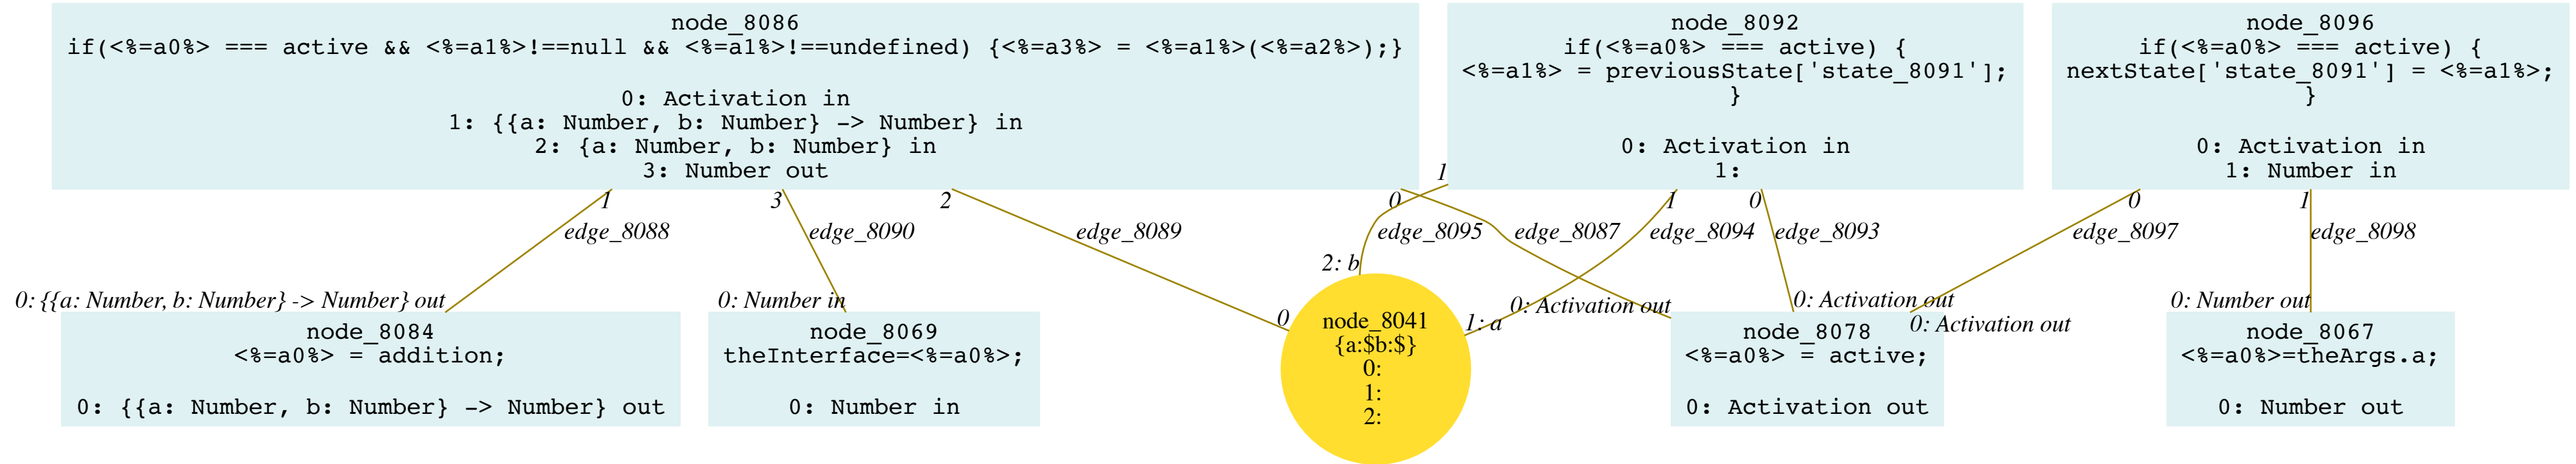 node_8086
if(<%=a0%> === active && <%=a1%>!==null && <%=a1%>!==undefined) {<%=a3%> = <%=a1%>(<%=a2%>);}
0: Activation in
1: {{a: Number, b: Number} -> Number} in
2: {a: Number, b: Number} in
3: Number out
node_8092
if(<%=a0%> === active) {
<%=a1%> = previousState['state_8091'];
}
0: Activation in
1:
node_8096
if(<%=a0%> === active) {
nextState['state_8091'] = <%=a1%>;
}
0: Activation in
1: Number in
1
3
2
0
1
1
0
0
1
edge_8088
edge_8090
edge_8089
edge_8095
edge_8087
edge_8094
edge_8093
edge_8097
edge_8098
0: {{a: Number, b: Number} -> Number} out
0: Number in
0
2: b
1: a
0: Activation out
0: Activation out
0: Activation out
0: Number out
node_8084
<%=a0%> = addition;
0: {{a: Number, b: Number} -> Number} out
node_8069
theInterface=<%=a0%>;
0: Number in
node_8041
{a:$b:$}
0:
1:
2:
node_8078
<%=a0%> = active;
0: Activation out
node_8067
<%=a0%>=theArgs.a;
0: Number out